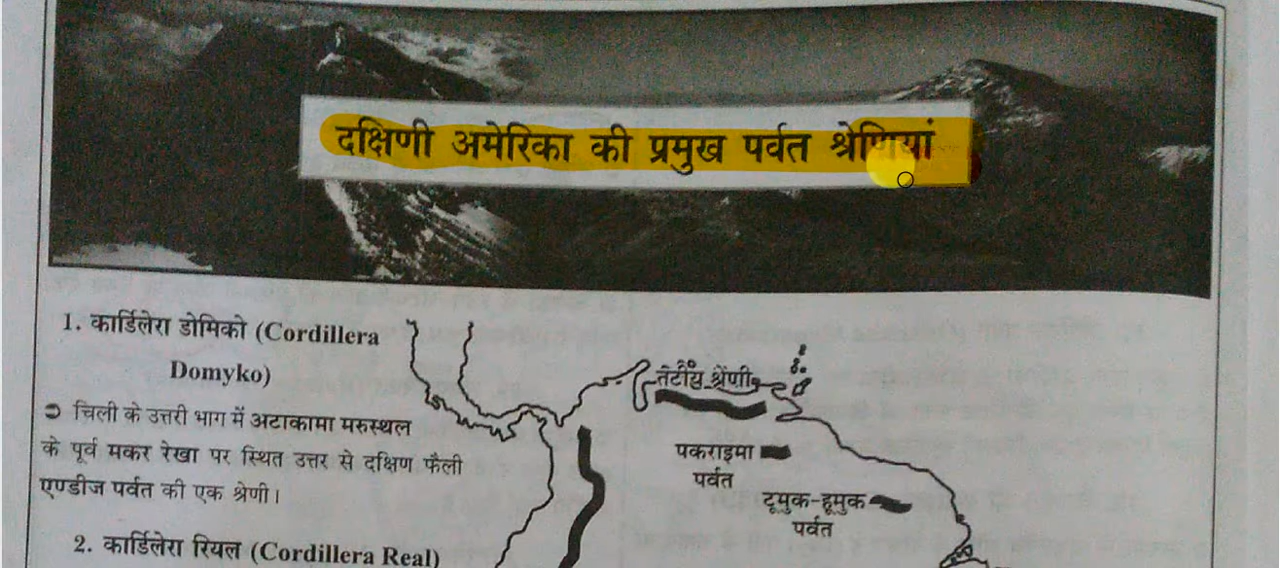 दक्षिणी अमेरिका की प्रमुख पर्वत श्रेणियां
1. कार्डिलेरा डोमिको (Cordillera
Domyko)
➲ चिली के उत्तरी भाग में अटाकामा मरुस्थल
के पूर्व मकर रेखा पर स्थित उत्तर से दक्षिण फैली
एण्डीज पर्वत की एक श्रेणी।
2. कार्डिलेरा रियल (Cordillera Real)
तटीय श्रेणी
पकराइमा
पर्वत
टूमुक-हूमुक
पर्वत